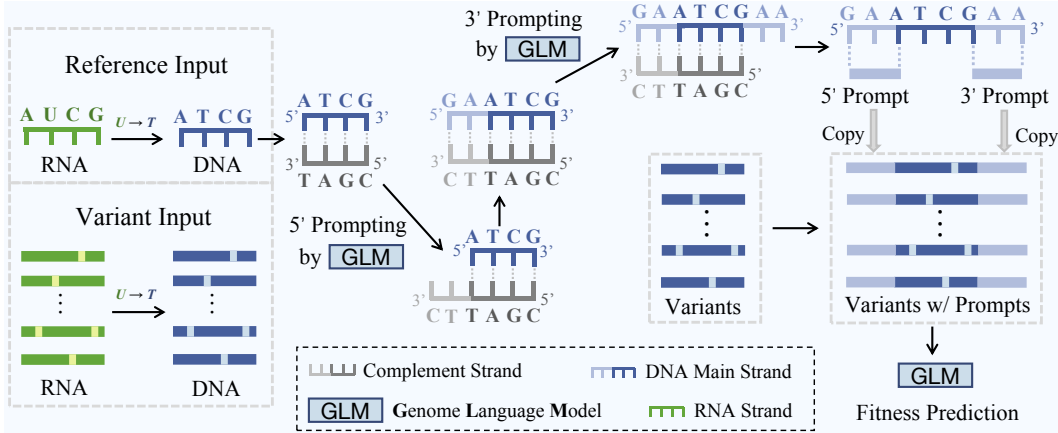 Reference Input
A U C G
U → T
A T C G
RNA
DNA
Variant Input
U → T
RNA
DNA
A T C G
5’ 3’
3’ 5’
T A G C
5’ Prompting
by GLM
A T C G
5’ 3’
3’ 5’
C T T A G C
G A A T C G
5’ 3’
3’ 5’
C T T A G C
3’ Prompting
by GLM
G A A T C G A A
5’ 3’
3’ 5’
C T T A G C
G A A T C G A A
5’ 3’
5’ Prompt
3’ Prompt
Copy
Copy
Variants
Variants w/ Prompts
GLM
Fitness Prediction
Complement Strand
DNA Main Strand
GLM Genome Language Model
RNA Strand